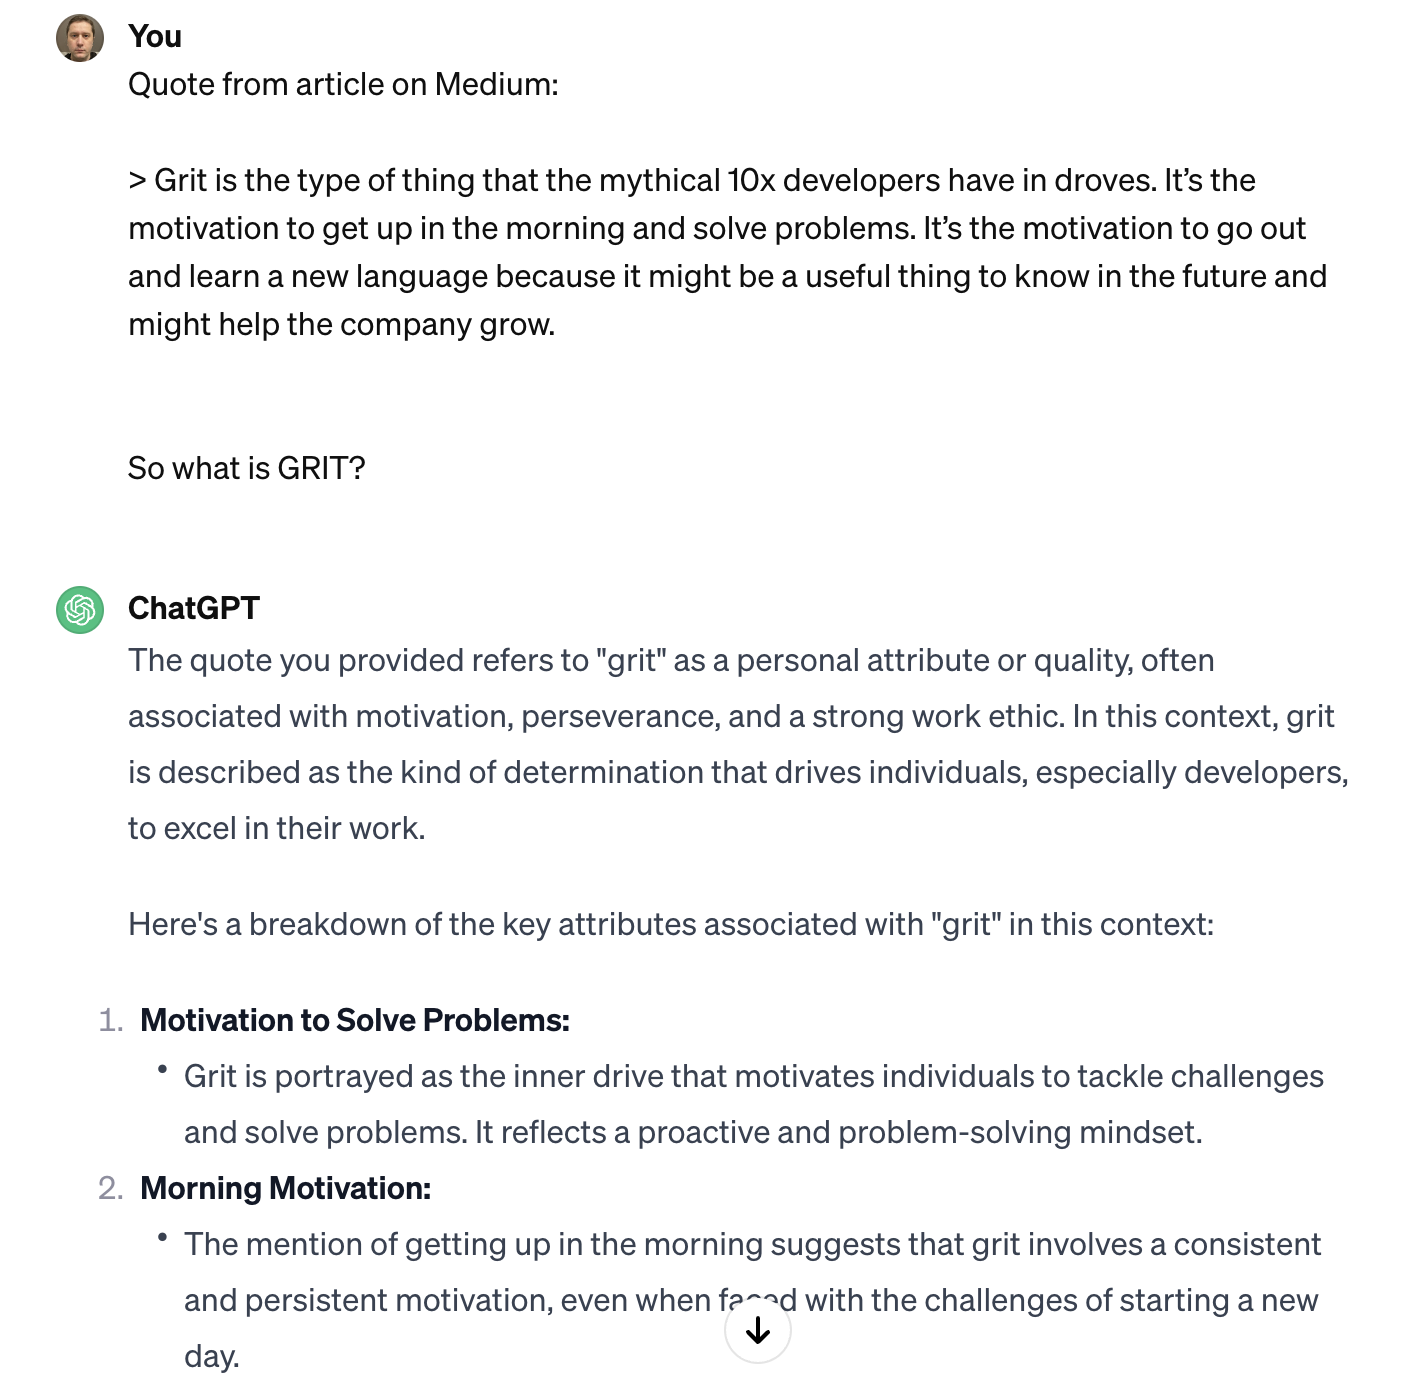 You
Quote from article on Medium:
> Grit is the type of thing that the mythical 10x developers have in droves. It’s the
motivation to get up in the morning and solve problems. It’s the motivation to go out
and learn a new language because it might be a useful thing to know in the future and
might help the company grow.
So what is GRIT?
ChatGPT
The quote you provided refers to "grit" as a personal attribute or quality, often
associated with motivation, perseverance, and a strong work ethic. In this context, grit
is described as the kind of determination that drives individuals, especially developers,
to excel in their work.
Here's a breakdown of the key attributes associated with "grit" in this context:
1. Motivation to Solve Problems:
• Grit is portrayed as the inner drive that motivates individuals to tackle challenges
and solve problems. It reflects a proactive and problem-solving mindset.
2. Morning Motivation:
• The mention of getting up in the morning suggests that grit involves a consistent
and persistent motivation, even when faced with the challenges of starting a new
day.